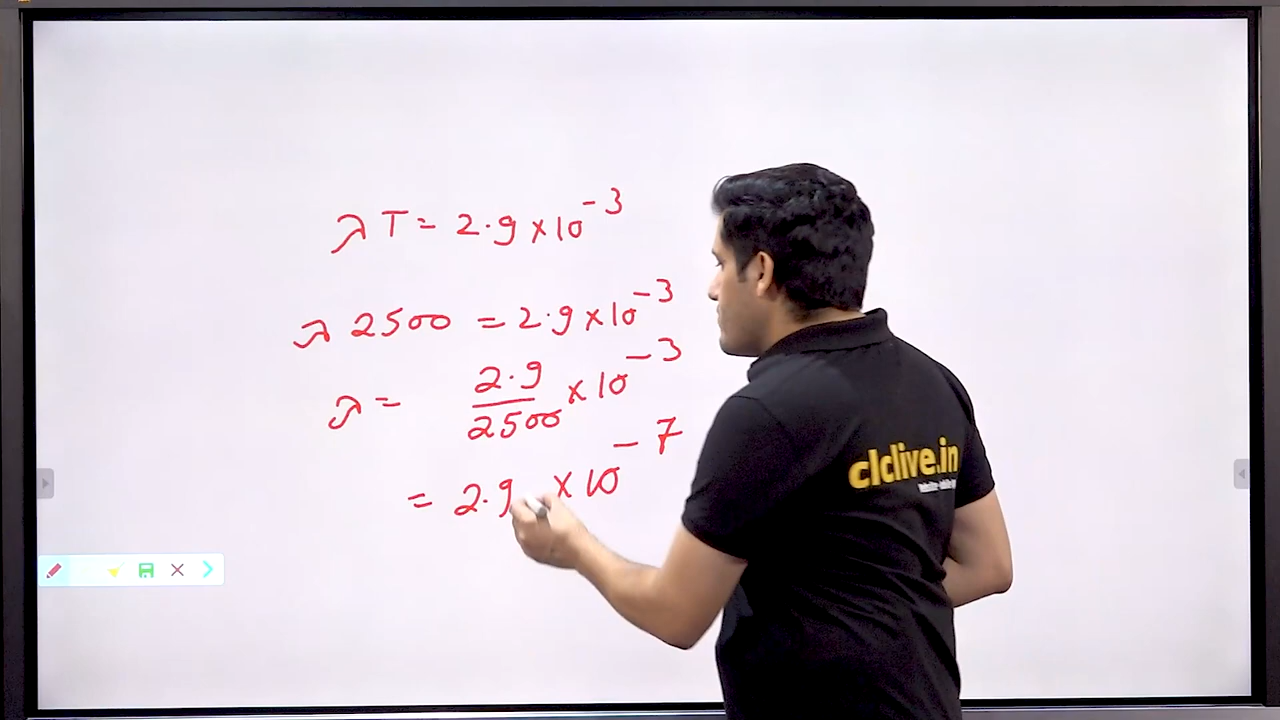 λT = 2.9 × 10⁻³
λ 2500 = 2.9 × 10⁻³
λ = 2.9/2500 × 10⁻³
= 2.9 × 10⁻⁷
clclive.in